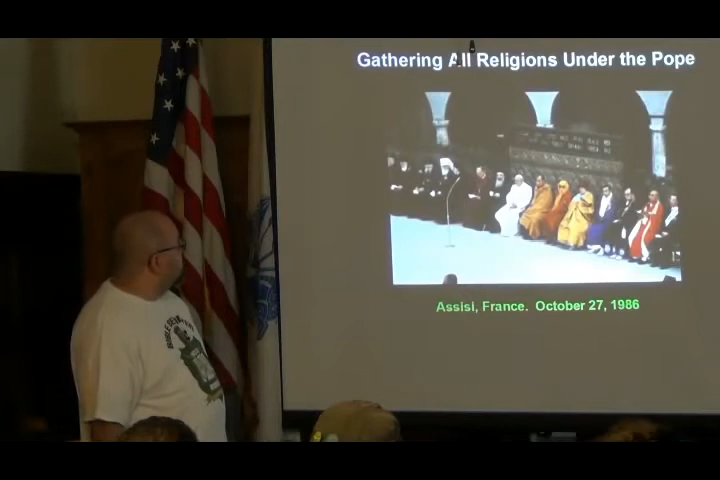 Gathering All Religions Under the Pope
Assisi, France. October 27, 1986